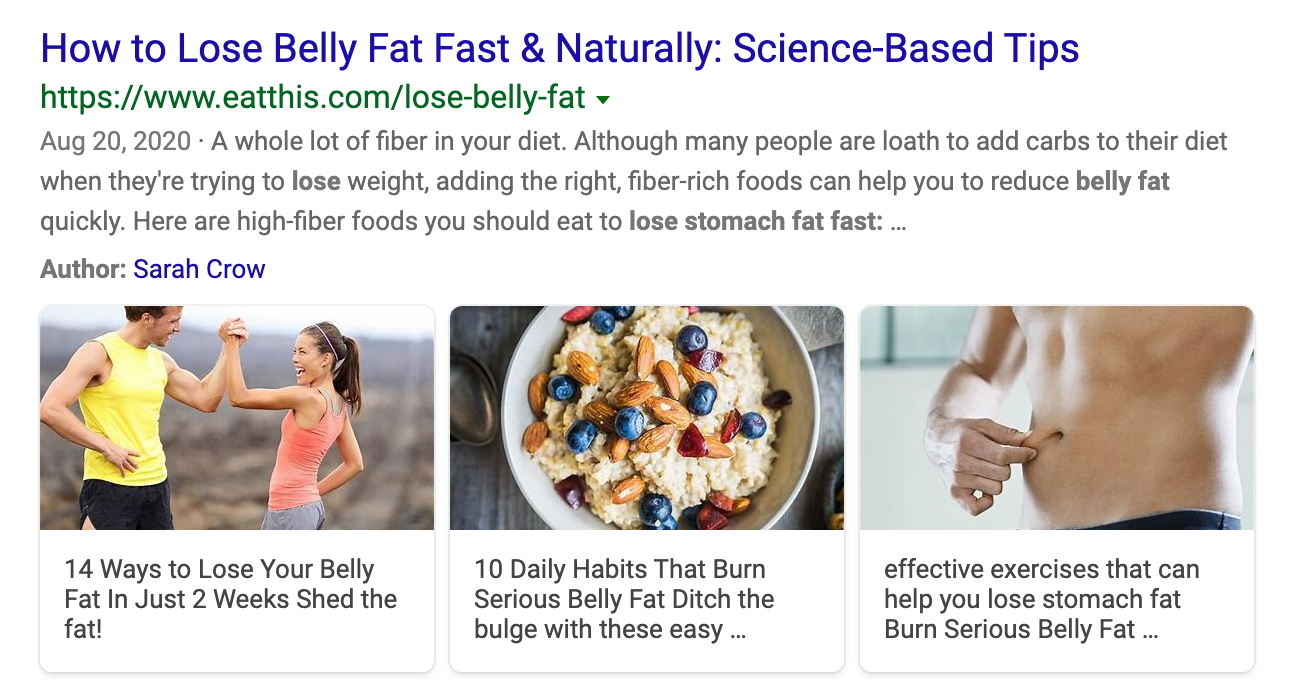 How to Lose Belly Fat Fast & Naturally: Science-Based Tips
https://www.eatthis.com/lose-belly-fat
Aug 20, 2020 · A whole lot of fiber in your diet. Although many people are loath to add carbs to their diet
when they're trying to lose weight, adding the right, fiber-rich foods can help you to reduce belly fat
quickly. Here are high-fiber foods you should eat to lose stomach fat fast: ...
Author: Sarah Crow
14 Ways to Lose Your Belly
Fat In Just 2 Weeks Shed the
fat!
10 Daily Habits That Burn
Serious Belly Fat Ditch the
bulge with these easy ...
effective exercises that can
help you lose stomach fat
Burn Serious Belly Fat ...